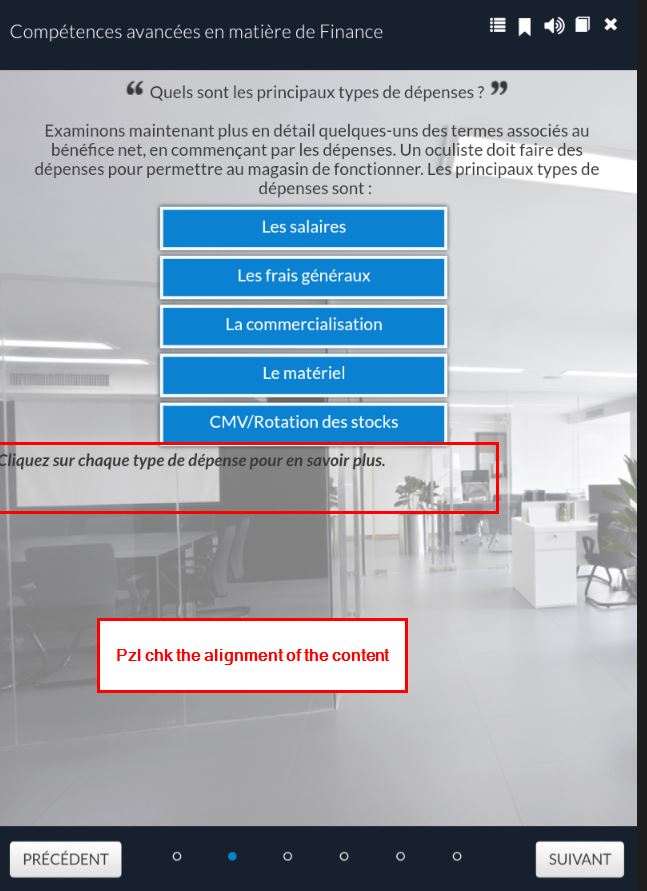 Compétences avancées en matière de Finance
“ Quels sont les principaux types de dépenses ? ”
Examinons maintenant plus en détail quelques-uns des termes associés au
bénéfice net, en commençant par les dépenses. Un oculiste doit faire des
dépenses pour permettre au magasin de fonctionner. Les principaux types de
dépenses sont :
Les salaires
Les frais généraux
La commercialisation
Le matériel
CMV/Rotation des stocks
Cliquez sur chaque type de dépense pour en savoir plus.
Pzl chk the alignment of the content
PRÉCÉDENT
SUIVANT